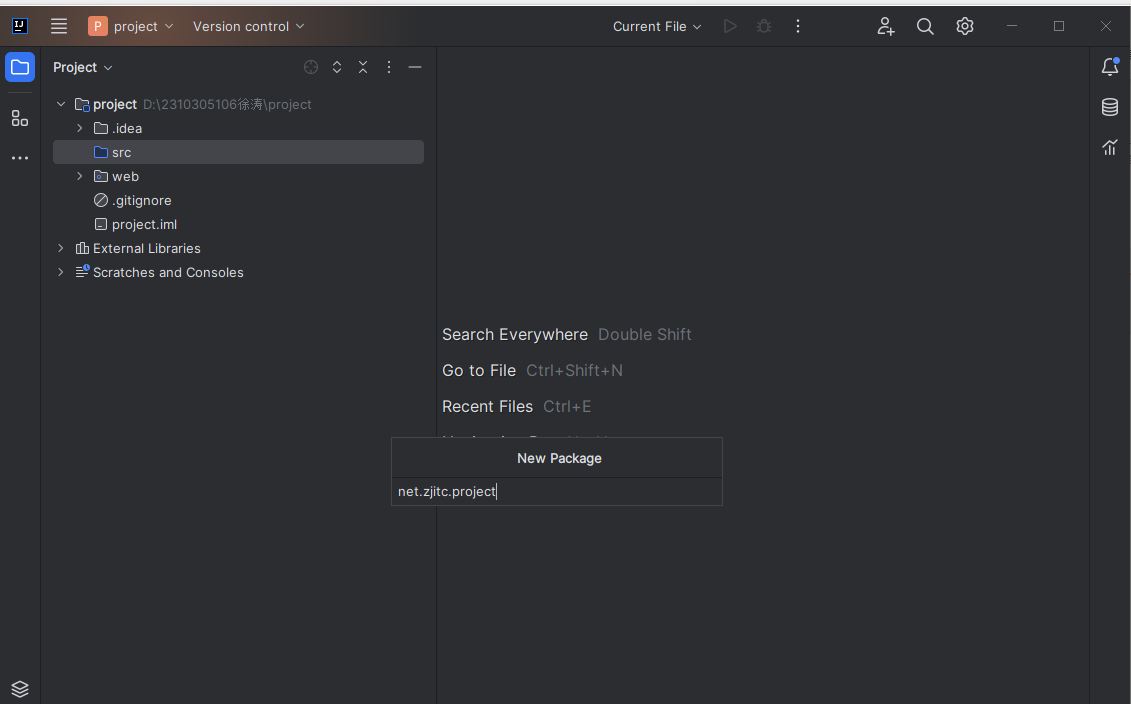 P project Version control Current File
Project
project D:\2310305106徐涛\project
.idea
src
web
.gitignore
project.iml
External Libraries
Scratches and Consoles
Search Everywhere Double Shift
Go to File Ctrl+Shift+N
Recent Files Ctrl+E
New Package
net.zjitc.project